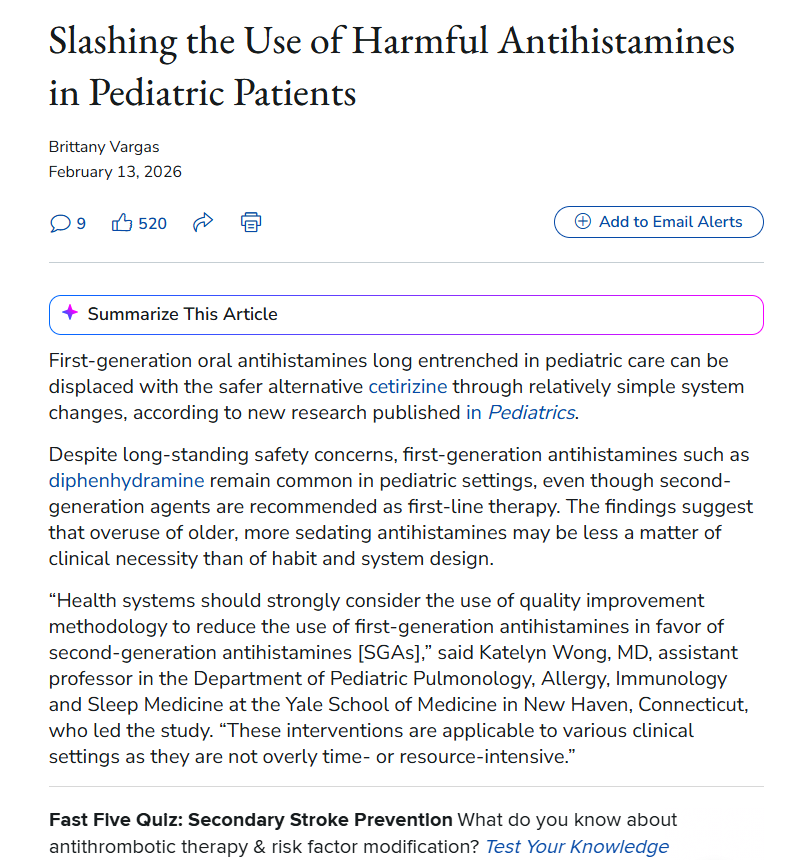 Slashing the Use of Harmful Antihistamines
in Pediatric Patients
Brittany Vargas
February 13, 2026
9 520 Add to Email Alerts
Summarize This Article
First-generation oral antihistamines long entrenched in pediatric care can be
displaced with the safer alternative cetirizine through relatively simple system
changes, according to new research published in Pediatrics.
Despite long-standing safety concerns, first-generation antihistamines such as
diphenhydramine remain common in pediatric settings, even though second-
generation agents are recommended as first-line therapy. The findings suggest
that overuse of older, more sedating antihistamines may be less a matter of
clinical necessity than of habit and system design.
“Health systems should strongly consider the use of quality improvement
methodology to reduce the use of first-generation antihistamines in favor of
second-generation antihistamines [SGAs],” said Katelyn Wong, MD, assistant
professor in the Department of Pediatric Pulmonology, Allergy, Immunology
and Sleep Medicine at the Yale School of Medicine in New Haven, Connecticut,
who led the study. “These interventions are applicable to various clinical
settings as they are not overly time- or resource-intensive.”
Fast Five Quiz: Secondary Stroke Prevention What do you know about
antithrombotic therapy & risk factor modification? Test Your Knowledge